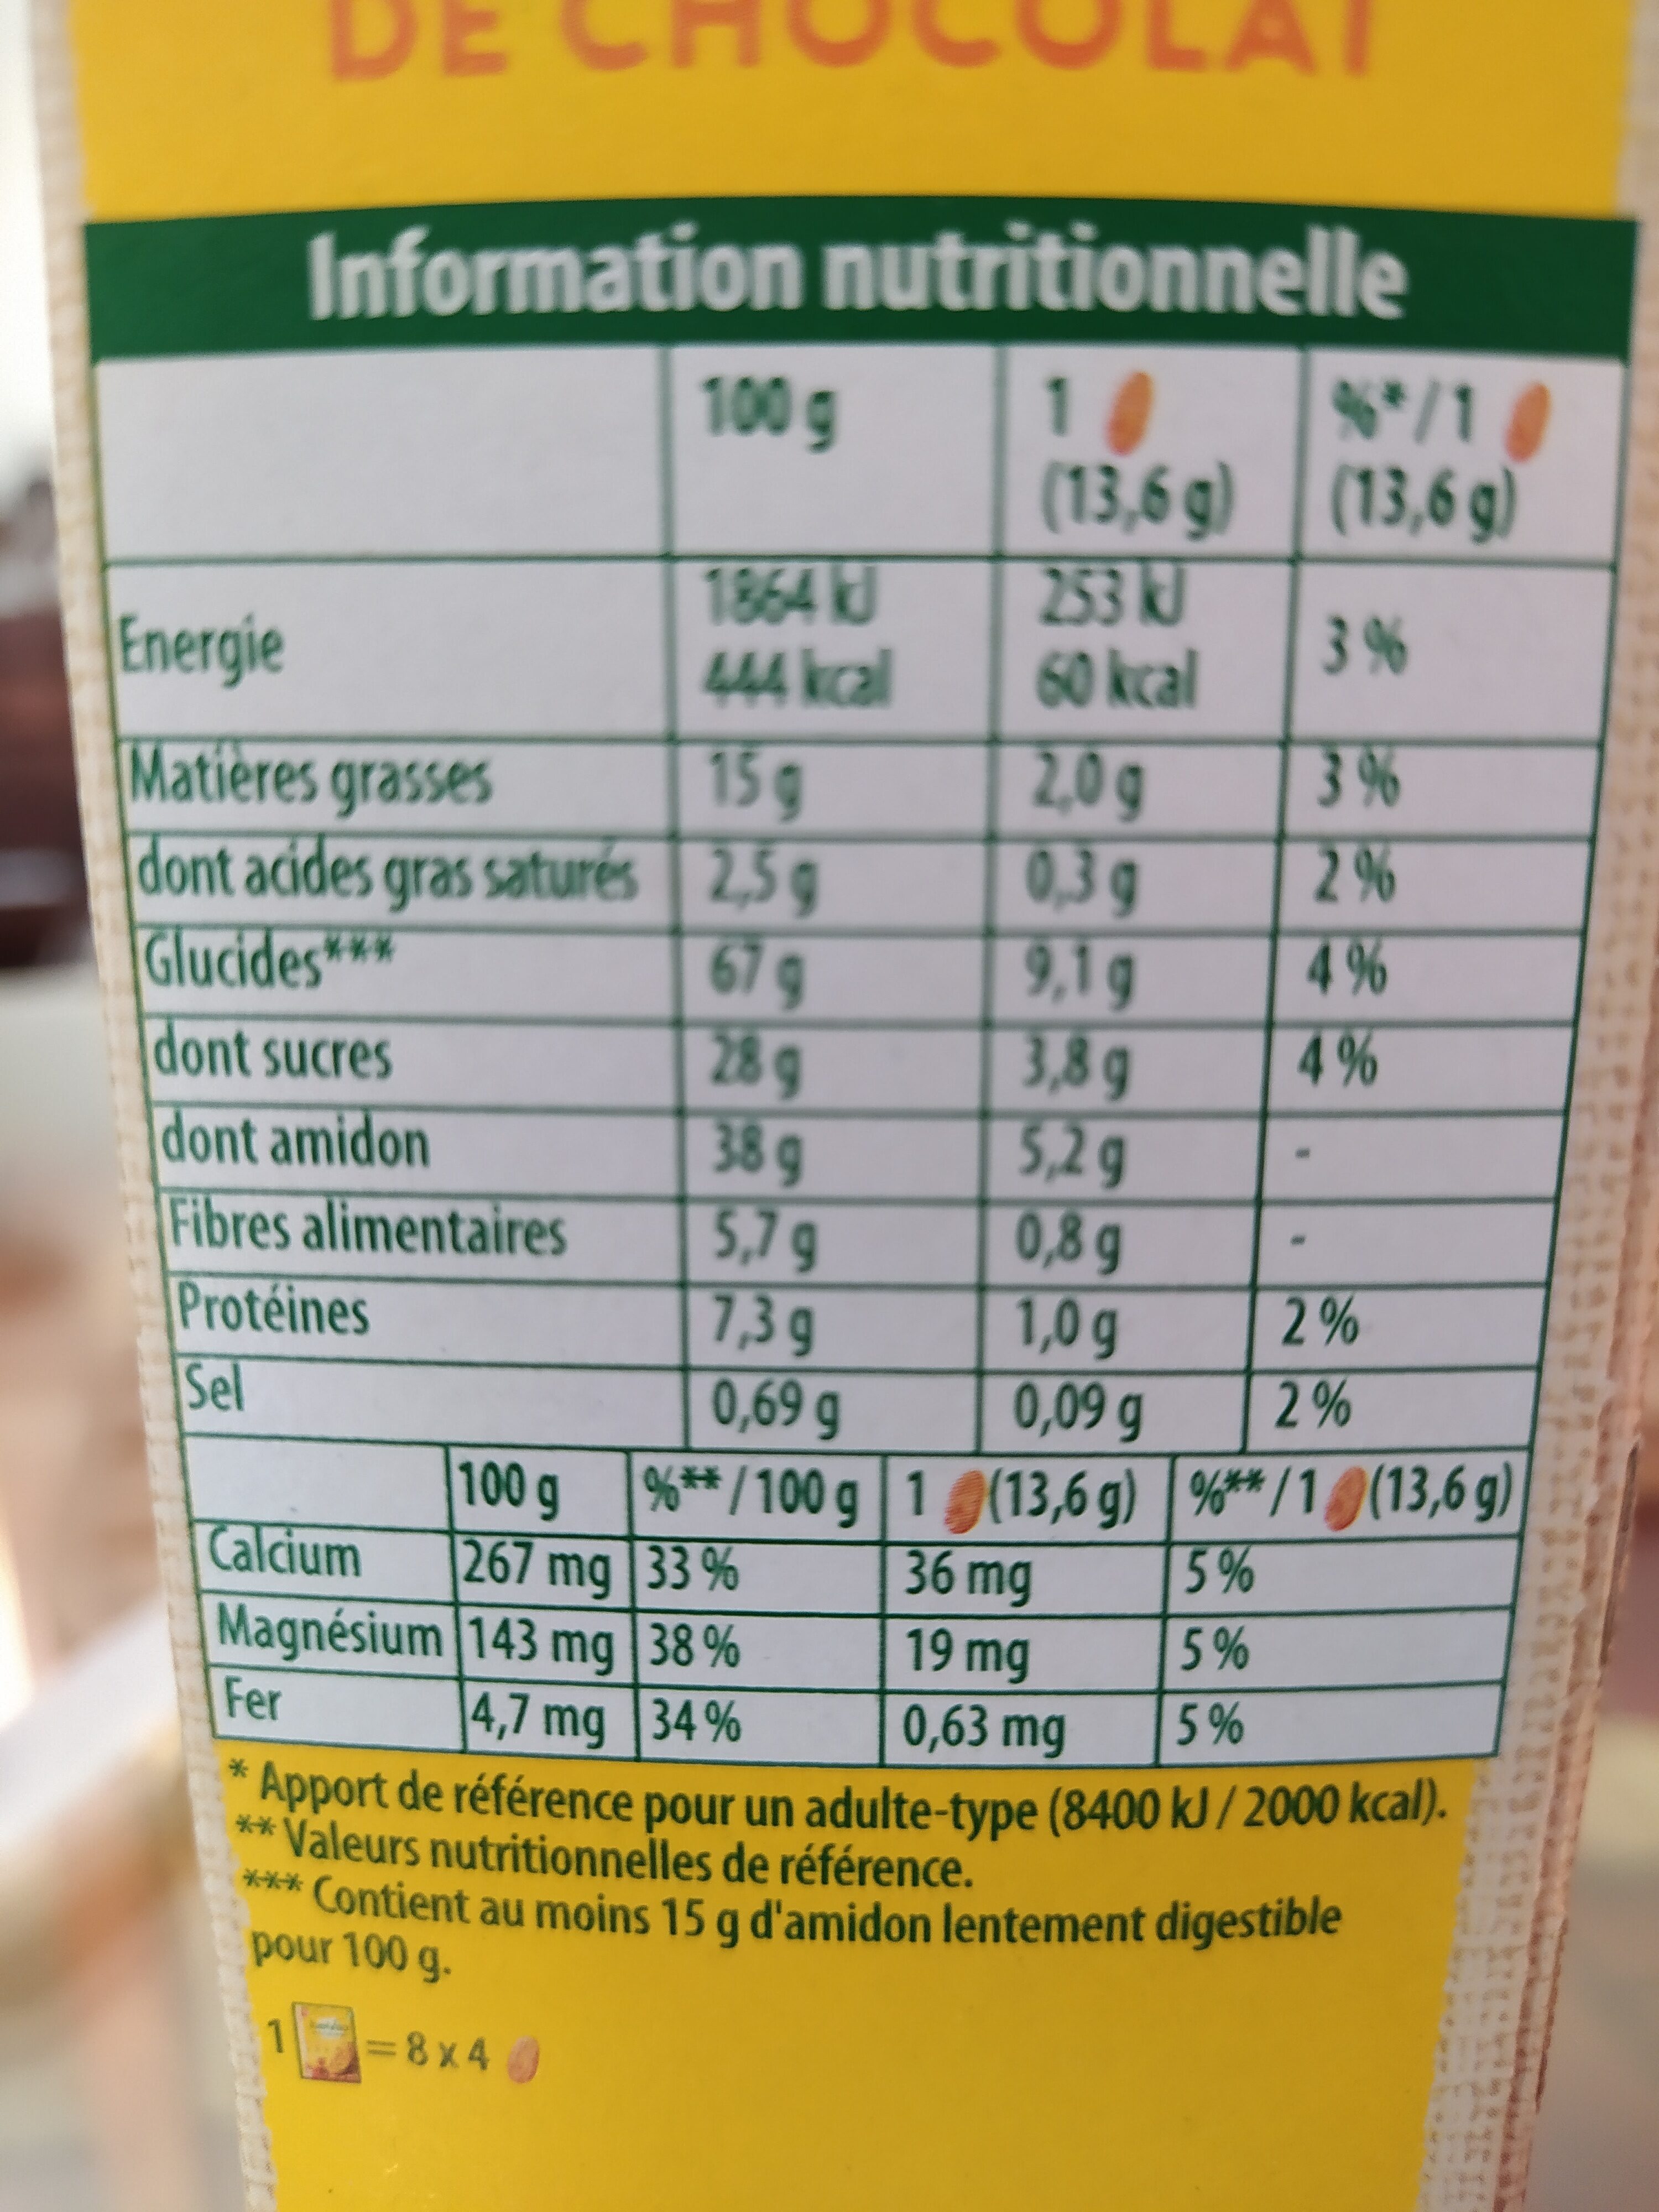 DE CHOCOLAT
Information nutritionnelle
100 g 1 %*/1
(13,6 g) (13,6 g)
Energie 1864 kJ 253 kJ 3 %
444 kcal 60 kcal
Matières grasses 15 g 2,0 g 3 %
dont acides gras saturés 2,5 g 0,3 g 2 %
Glucides*** 67 g 9,1 g 4 %
dont sucres 28 g 3,8 g 4 %
dont amidon 38 g 5,2 g -
Fibres alimentaires 5,7 g 0,8 g -
Protéines 7,3 g 1,0 g 2 %
Sel 0,69 g 0,09 g 2 %
100 g %**/100 g 1 (13,6 g) %**/1 (13,6 g)
Calcium 267 mg 33 % 36 mg 5 %
Magnésium 143 mg 38 % 19 mg 5 %
Fer 4,7 mg 34 % 0,63 mg 5 %
* Apport de référence pour un adulte-type (8400 kJ / 2000 kcal).
** Valeurs nutritionnelles de référence.
*** Contient au moins 15 g d'amidon lentement digestible
pour 100 g.
1 = 8 x 4